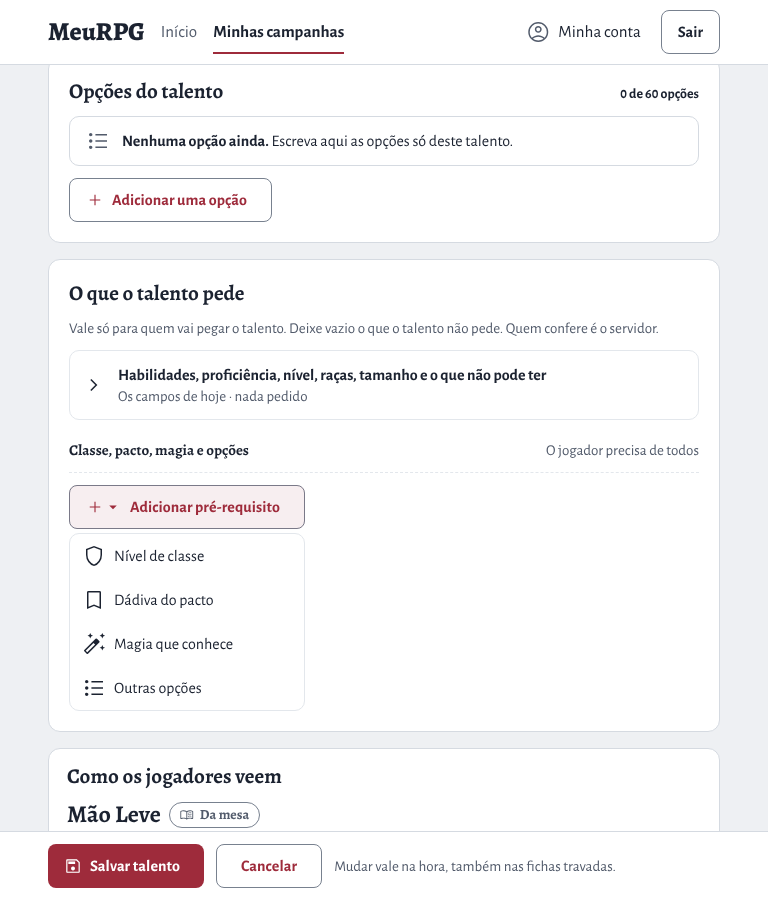 MeuRPG
Início
Minhas campanhas
Minha conta
Sair
Opções do talento
0 de 60 opções
Nenhuma opção ainda. Escreva aqui as opções só deste talento.
Adicionar uma opção
O que o talento pede
Vale só para quem vai pegar o talento. Deixe vazio o que o talento não pede. Quem confere é o servidor.
Habilidades, proficiência, nível, raças, tamanho e o que não pode ter
Os campos de hoje · nada pedido
Classe, pacto, magia e opções
O jogador precisa de todos
Adicionar pré-requisito
Nível de classe
Dádiva do pacto
Magia que conhece
Outras opções
Como os jogadores veem
Mão Leve
Da mesa
Salvar talento
Cancelar
Mudar vale na hora, também nas fichas travadas.